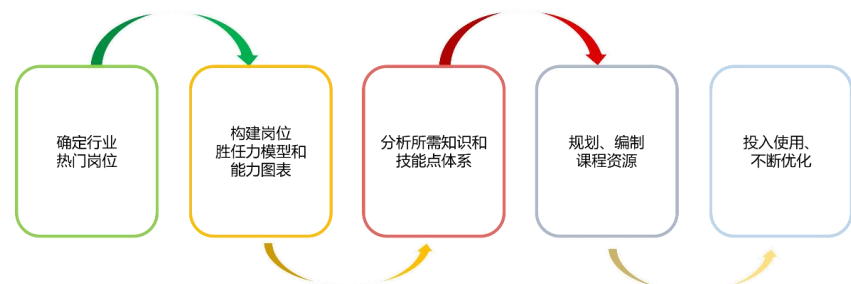 确定行业
热门岗位
构建岗位
胜任力模型和
能力图表
分析所需知识和
技能点体系
规划、编制
课程资源
投入使用、
不断优化